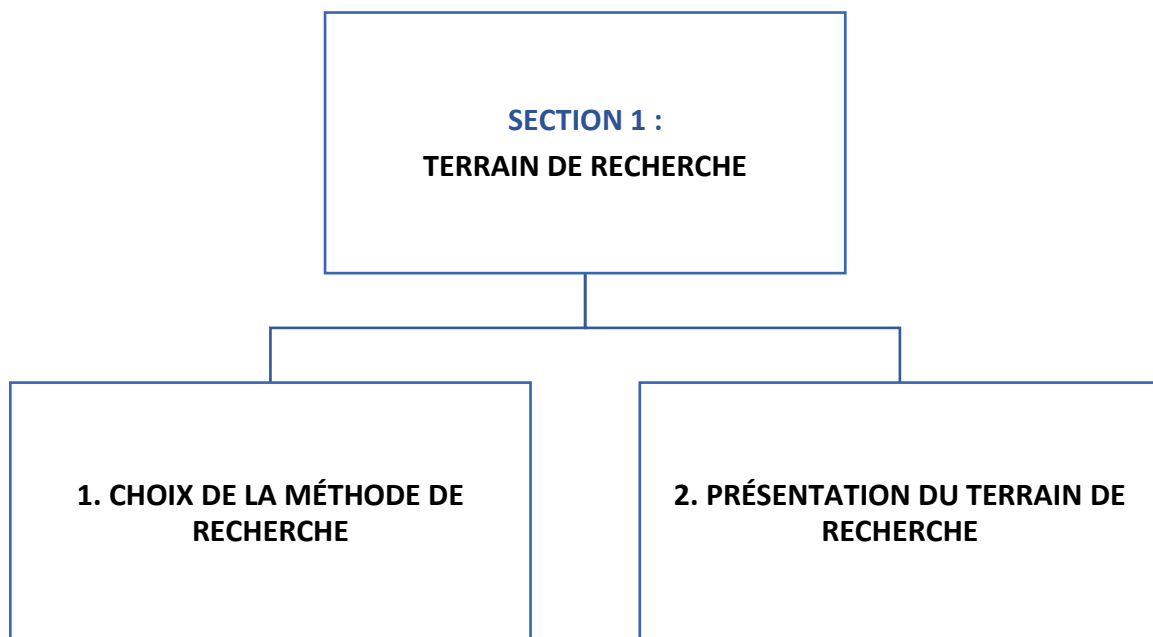 SECTION 1 :
TERRAIN DE RECHERCHE
1. CHOIX DE LA MÉTHODE DE
RECHERCHE
2. PRÉSENTATION DU TERRAIN DE
RECHERCHE